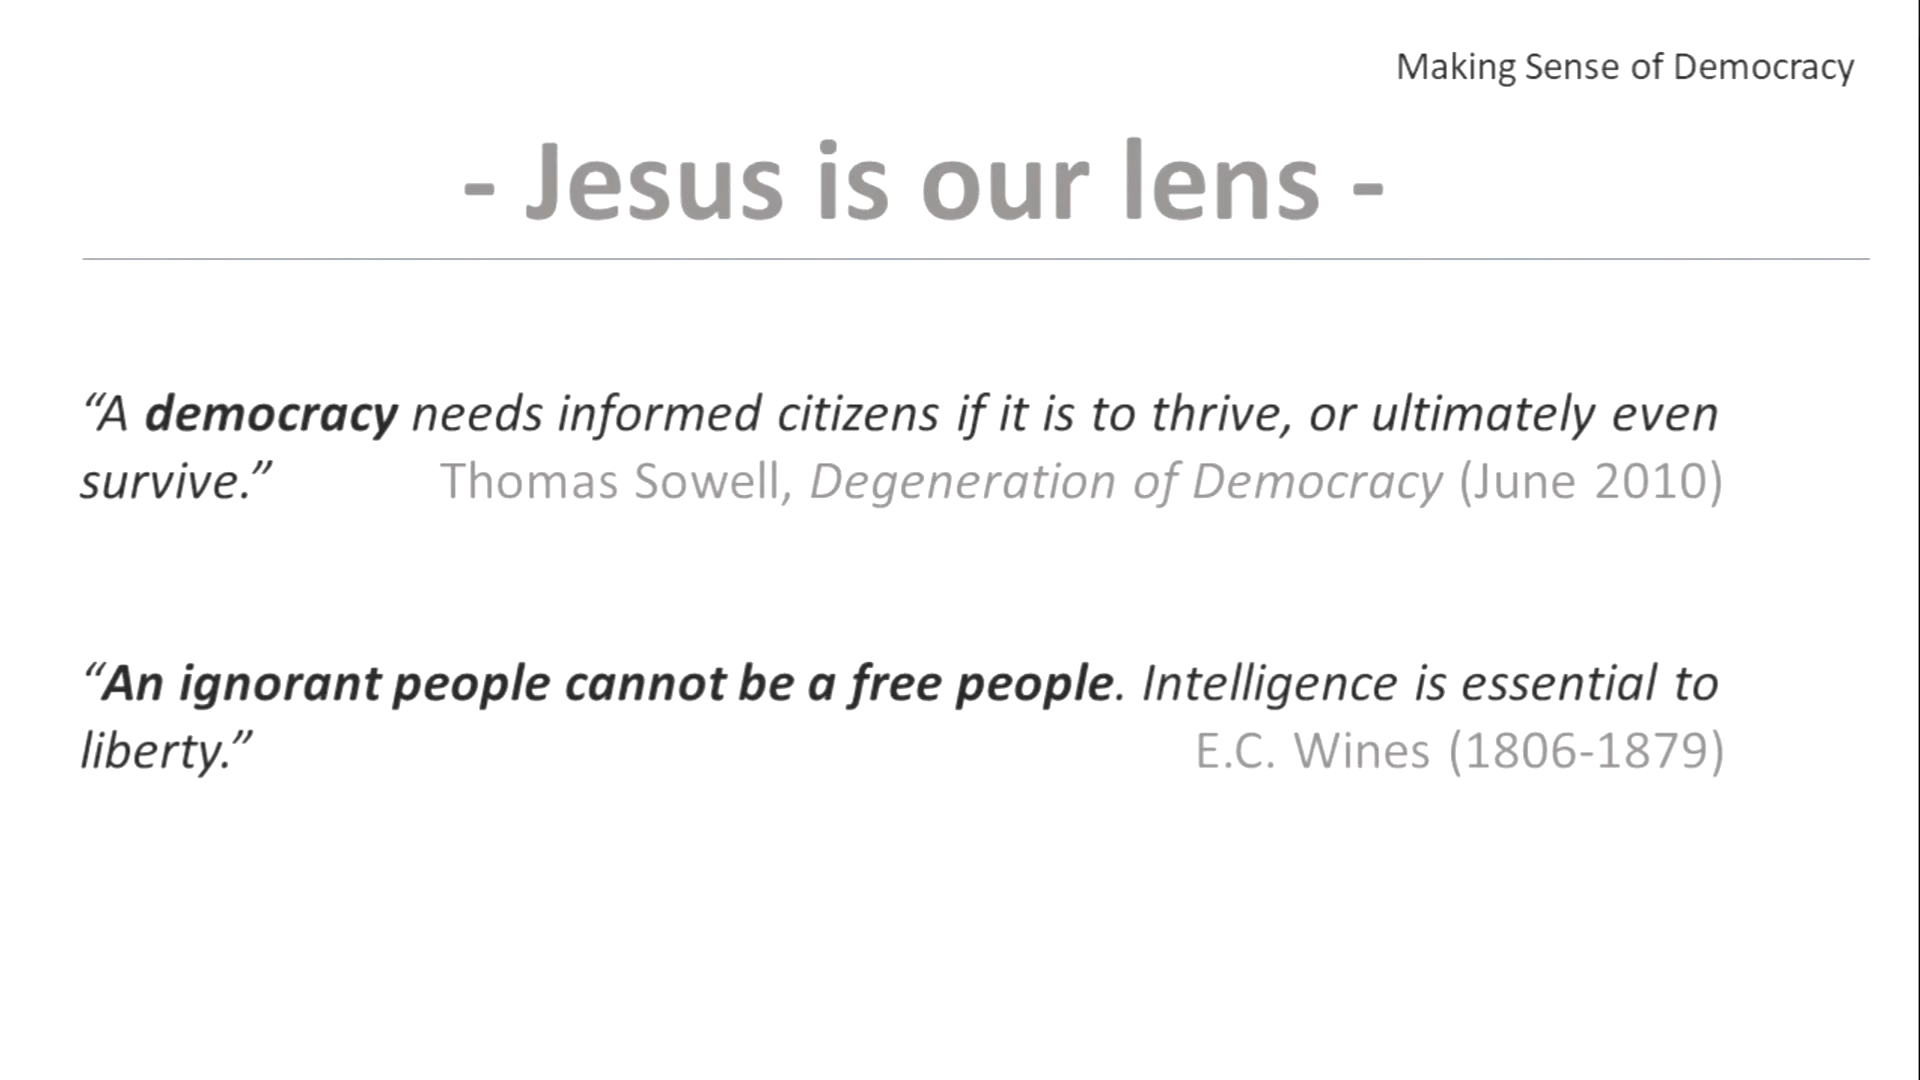 Making Sense of Democracy
- Jesus is our lens -
“A democracy needs informed citizens if it is to thrive, or ultimately even
survive.” Thomas Sowell, Degeneration of Democracy (June 2010)
“An ignorant people cannot be a free people. Intelligence is essential to
liberty.” E.C. Wines (1806-1879)